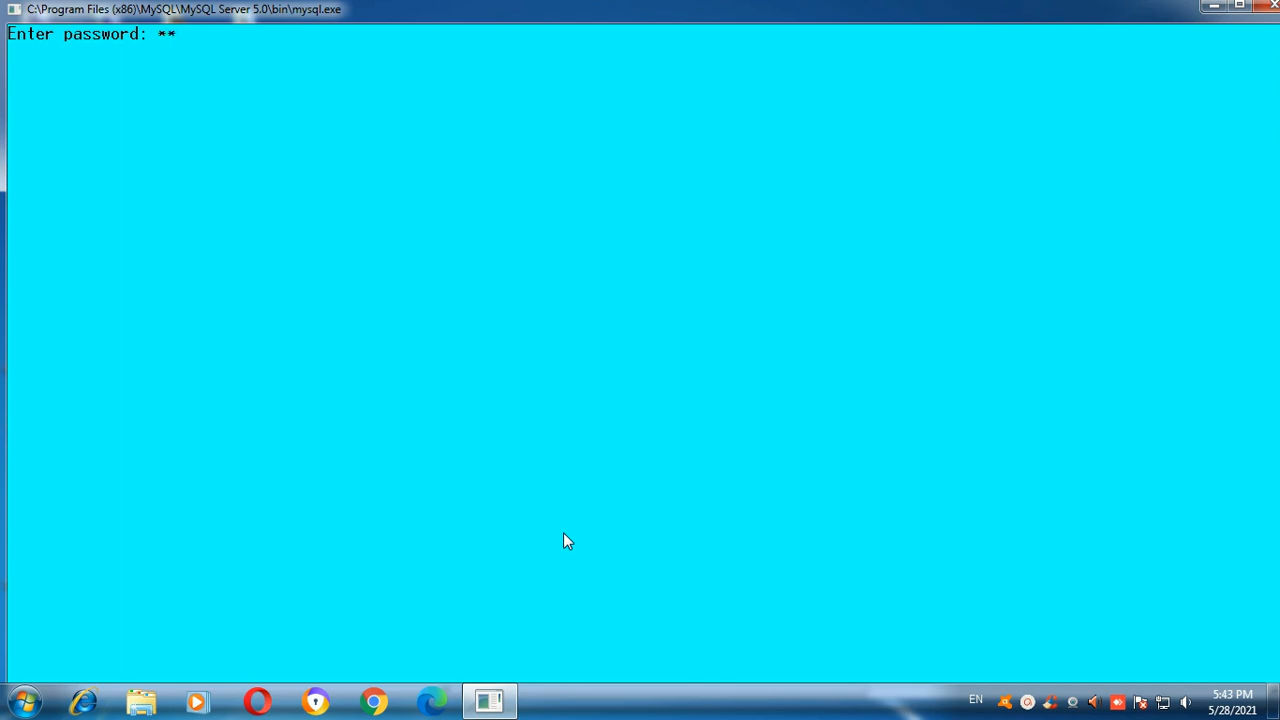 C:\Program Files (x86)\MySQL\MySQL Server 5.0\bin\mysql.exe
Enter password: **
EN
5:43 PM
5/28/2021